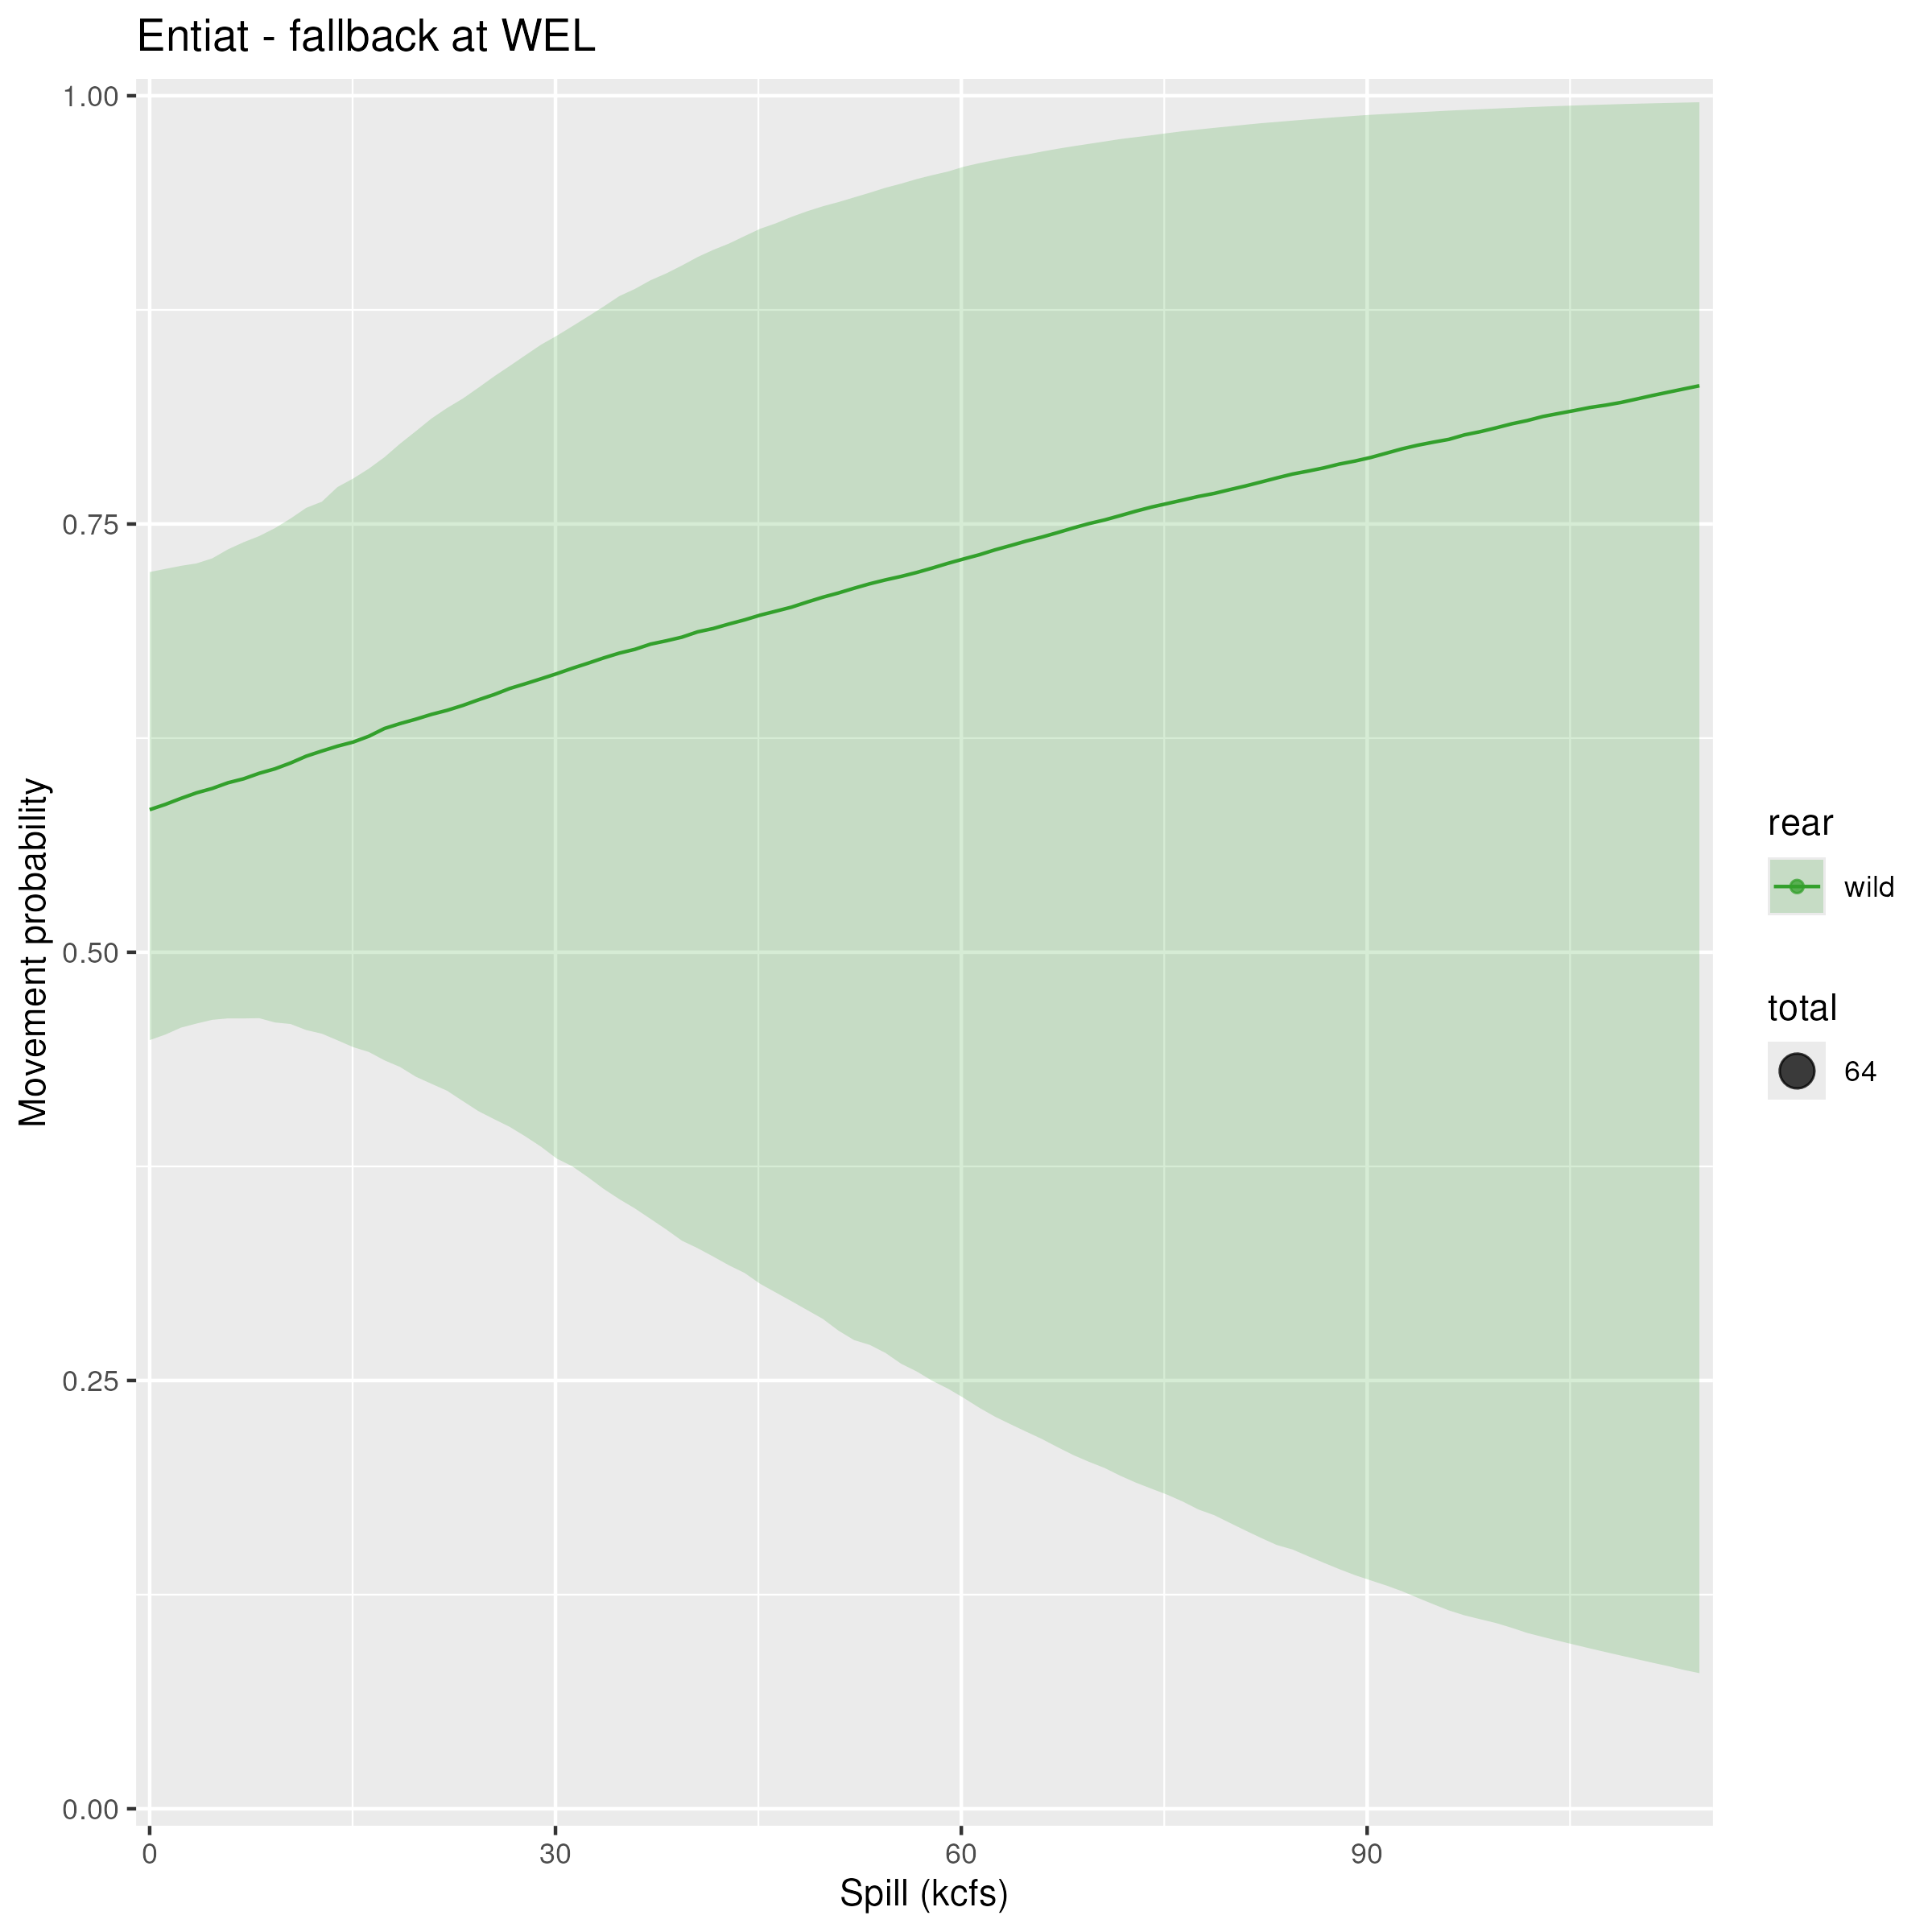 Entiat - fallback at WEL
1.00
0.75
0.50
0.25
0.00
Movement probability
0
30
60
90
Spill (kcfs)
rear
wild
total
64